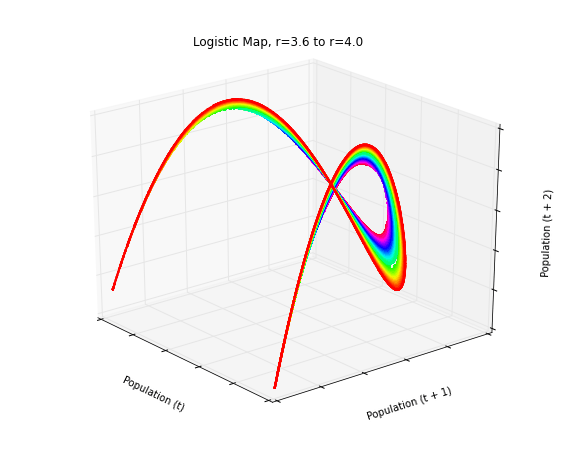 Logistic Map, r=3.6 to r=4.0
Population (t + 2)
Population (t)
Population (t + 1)